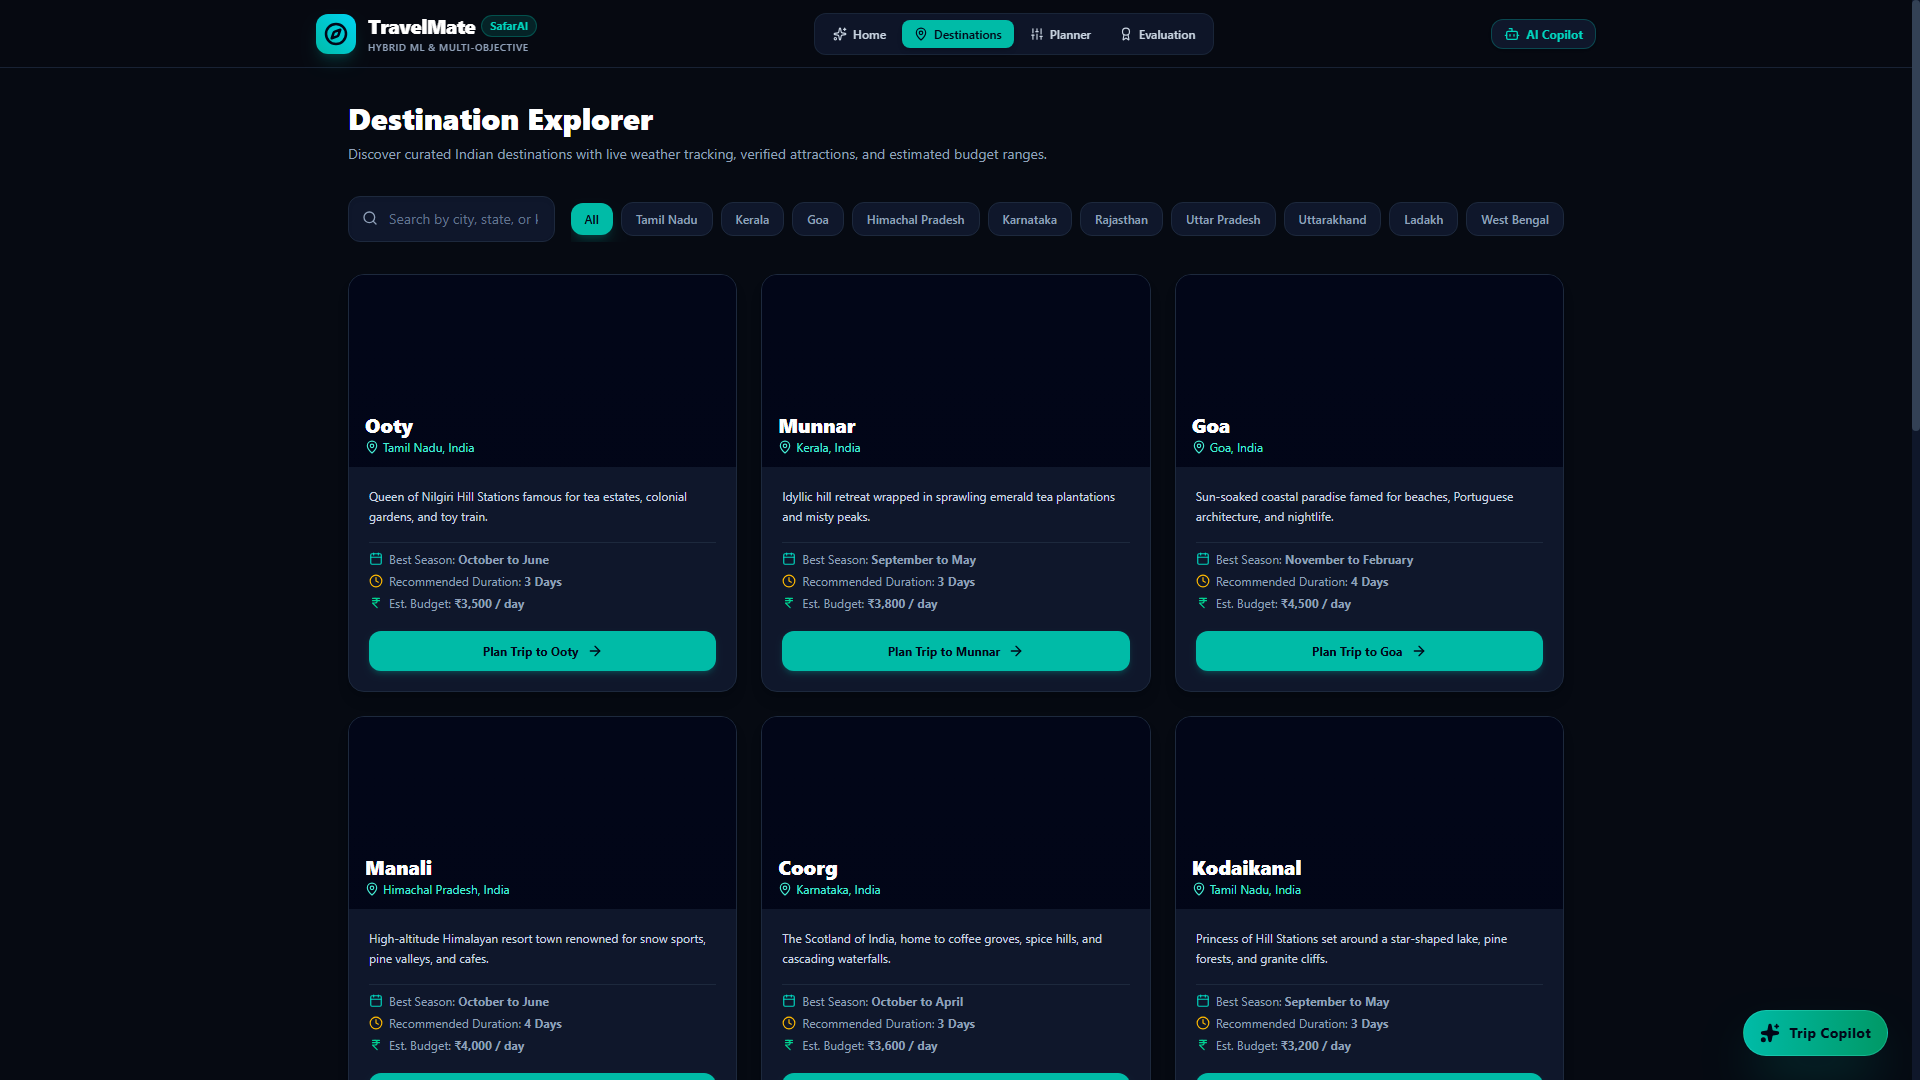 TravelMate SafarAI
HYBRID ML & MULTI-OBJECTIVE
Home
Destinations
Planner
Evaluation
AI Copilot
Destination Explorer
Discover curated Indian destinations with live weather tracking, verified attractions, and estimated budget ranges.
Search by city, state, or
All
Tamil Nadu
Kerala
Goa
Himachal Pradesh
Karnataka
Rajasthan
Uttar Pradesh
Uttarakhand
Ladakh
West Bengal
Ooty
Tamil Nadu, India
Queen of Nilgiri Hill Stations famous for tea estates, colonial
gardens, and toy train.
Best Season: October to June
Recommended Duration: 3 Days
₹ Est. Budget: ₹3,500 / day
Plan Trip to Ooty →
Munnar
Kerala, India
Idyllic hill retreat wrapped in sprawling emerald tea plantations
and misty peaks.
Best Season: September to May
Recommended Duration: 3 Days
₹ Est. Budget: ₹3,800 / day
Plan Trip to Munnar →
Goa
Goa, India
Sun-soaked coastal paradise famed for beaches, Portuguese
architecture, and nightlife.
Best Season: November to February
Recommended Duration: 4 Days
₹ Est. Budget: ₹4,500 / day
Plan Trip to Goa →
Manali
Himachal Pradesh, India
High-altitude Himalayan resort town renowned for snow sports,
pine valleys, and cafes.
Best Season: October to June
Recommended Duration: 4 Days
₹ Est. Budget: ₹4,000 / day
Coorg
Karnataka, India
The Scotland of India, home to coffee groves, spice hills, and
cascading waterfalls.
Best Season: October to April
Recommended Duration: 3 Days
₹ Est. Budget: ₹3,600 / day
Kodaikanal
Tamil Nadu, India
Princess of Hill Stations set around a star-shaped lake, pine
forests, and granite cliffs.
Best Season: September to May
Recommended Duration: 3 Days
₹ Est. Budget: ₹3,200 / day
Trip Copilot